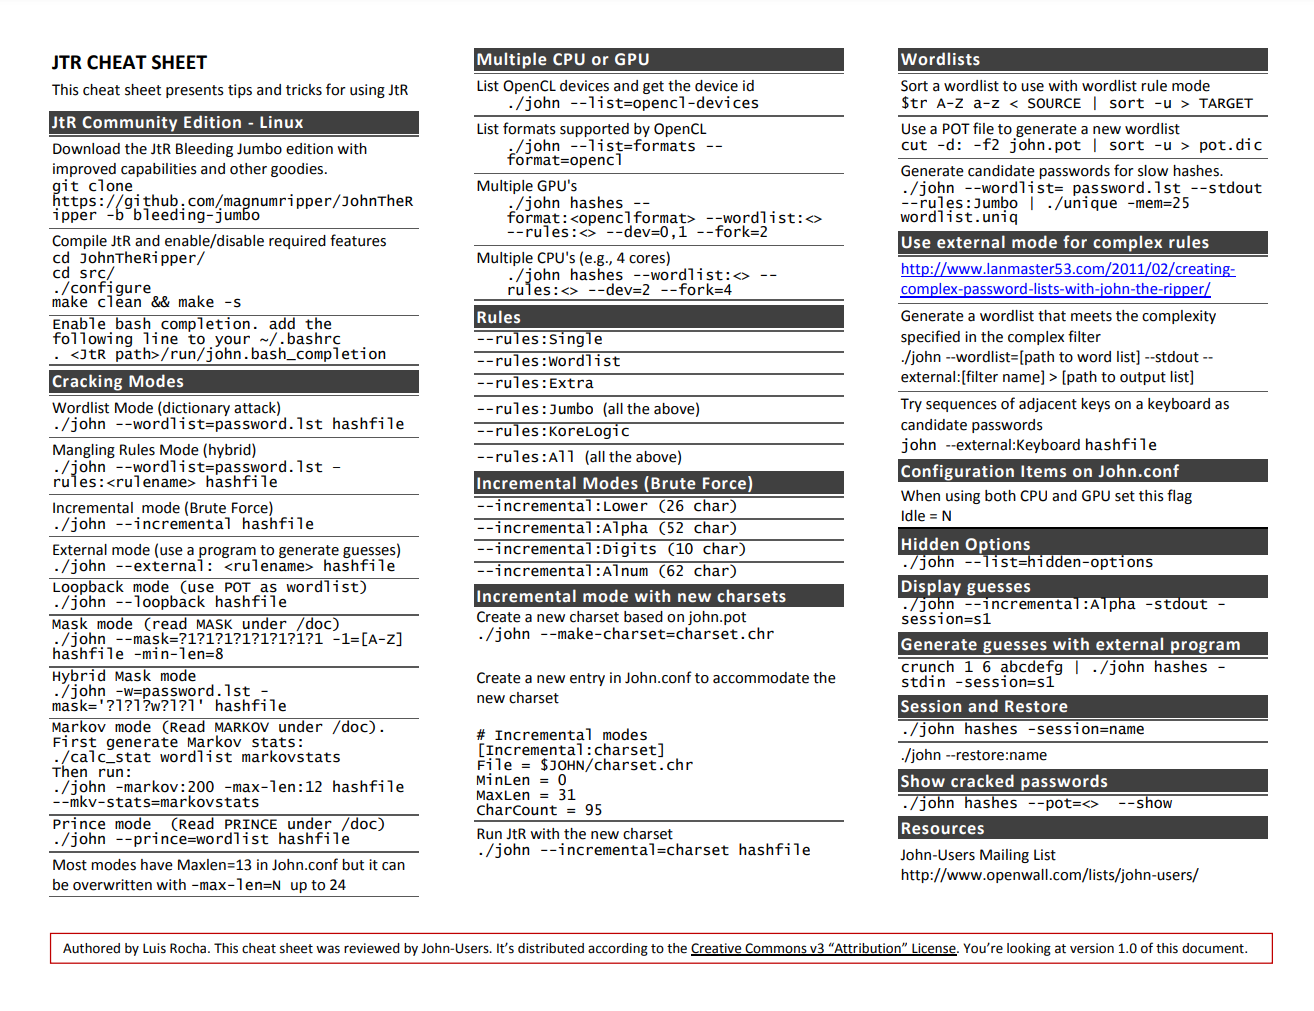 JTR CHEAT SHEET
This cheat sheet presents tips and tricks for using JtR
JtR Community Edition - Linux
Download the JtR Bleeding Jumbo edition with
improved capabilities and other goodies.
git clone
https://github.com/magnumripper/JohnTheR
ipper -b bleeding-jumbo
Compile JtR and enable/disable required features
cd JohnTheRipper/
cd src/
./configure
make clean && make -s
Enable bash completion. add the
following line to your ~/.bashrc
. <JtR path>/run/john.bash_completion
Cracking Modes
Wordlist Mode (dictionary attack)
./john --wordlist=password.lst hashfile
Mangling Rules Mode (hybrid)
./john --wordlist=password.lst –
rules:<rulename> hashfile
Incremental  mode (Brute Force)
./john --incremental hashfile
External mode (use a program to generate guesses)
./john --external: <rulename> hashfile
Loopback mode (use POT as wordlist)
./john --loopback hashfile
Mask mode (read MASK under /doc)
./john --mask=?1?1?1?1?1?1?1?1 -1=[A-Z]
hashfile -min-len=8
Hybrid Mask mode
./john -w=password.lst -
mask='?l?l?w?l?l' hashfile
Markov mode (Read MARKOV under /doc).
First generate Markov stats:
./calc_stat wordlist markovstats
Then run:
./john -markov:200 -max-len:12 hashfile
--mkv-stats=markovstats
Prince mode  (Read PRINCE under /doc)
./john --prince=wordlist hashfile
Most modes have Maxlen=13 in John.conf but it can
be overwritten with -max-len=N  up to 24
Multiple CPU or GPU
List OpenCL devices and get the device id
./john --list=opencl-devices
List formats supported by OpenCL
./john --list=formats --
format=opencl
Multiple GPU's
./john hashes --
format:<openclformat> --wordlist:<>
--rules:<> --dev=0,1 --fork=2
Multiple CPU's (e.g., 4 cores)
./john hashes --wordlist:<> --
rules:<> --dev=2 --fork=4
Rules
--rules:Single
--rules:Wordlist
--rules:Extra
--rules:Jumbo (all the above)
--rules:KoreLogic
--rules:All (all the above)
Incremental Modes (Brute Force)
--incremental:Lower (26 char)
--incremental:Alpha (52 char)
--incremental:Digits (10 char)
--incremental:Alnum (62 char)
Incremental mode with new charsets
Create a new charset based on john.pot
./john --make-charset=charset.chr
Create a new entry in John.conf to accommodate the
new charset
# Incremental modes
[Incremental:charset]
File = $JOHN/charset.chr
MinLen = 0
MaxLen = 31
CharCount = 95
Run JtR with the new charset
./john --incremental=charset hashfile
Wordlists
Sort a wordlist to use with wordlist rule mode
$tr A-Z a-z < SOURCE | sort -u > TARGET
Use a POT file to generate a new wordlist
cut -d: -f2 john.pot | sort -u > pot.dic
Generate candidate passwords for slow hashes.
./john --wordlist= password.lst --stdout
--rules:Jumbo | ./unique -mem=25
wordlist.uniq
Use external mode for complex rules
http://www.lanmaster53.com/2011/02/creating-
complex-password-lists-with-john-the-ripper/
Generate a wordlist that meets the complexity
specified in the complex filter
./john --wordlist=[path to word list] --stdout --
external:[filter name] > [path to output list]
Try sequences of adjacent keys on a keyboard as
candidate passwords
john --external:Keyboard hashfile
Configuration Items on John.conf
When using both CPU and GPU set this flag
Idle = N
Hidden Options
./john --list=hidden-options
Display guesses
./john --incremental:Alpha -stdout -
session=s1
Generate guesses with external program
crunch 1 6 abcdefg | ./john hashes -
stdin -session=s1
Session and Restore
./john hashes -session=name
./john --restore:name
Show cracked passwords
./john hashes --pot=<>  --show
Resources
John-Users Mailing List
http://www.openwall.com/lists/john-users/
Authored by Luis Rocha. This cheat sheet was reviewed by John-Users. It’s distributed according to the Creative Commons v3 “Attribution” License. You’re looking at version 1.0 of this document.